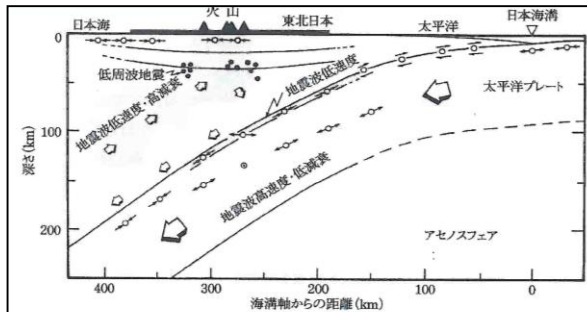 日本海
火山
東北日本
太平洋
日本海溝
0
100
200
深さ(km)
低周波地震
地震波低速度・高減衰
地震波低速度
太平洋プレート
地震波高速度・低減衰
アセノスフェア
400
300
200
100
0
海溝軸からの距離(km)